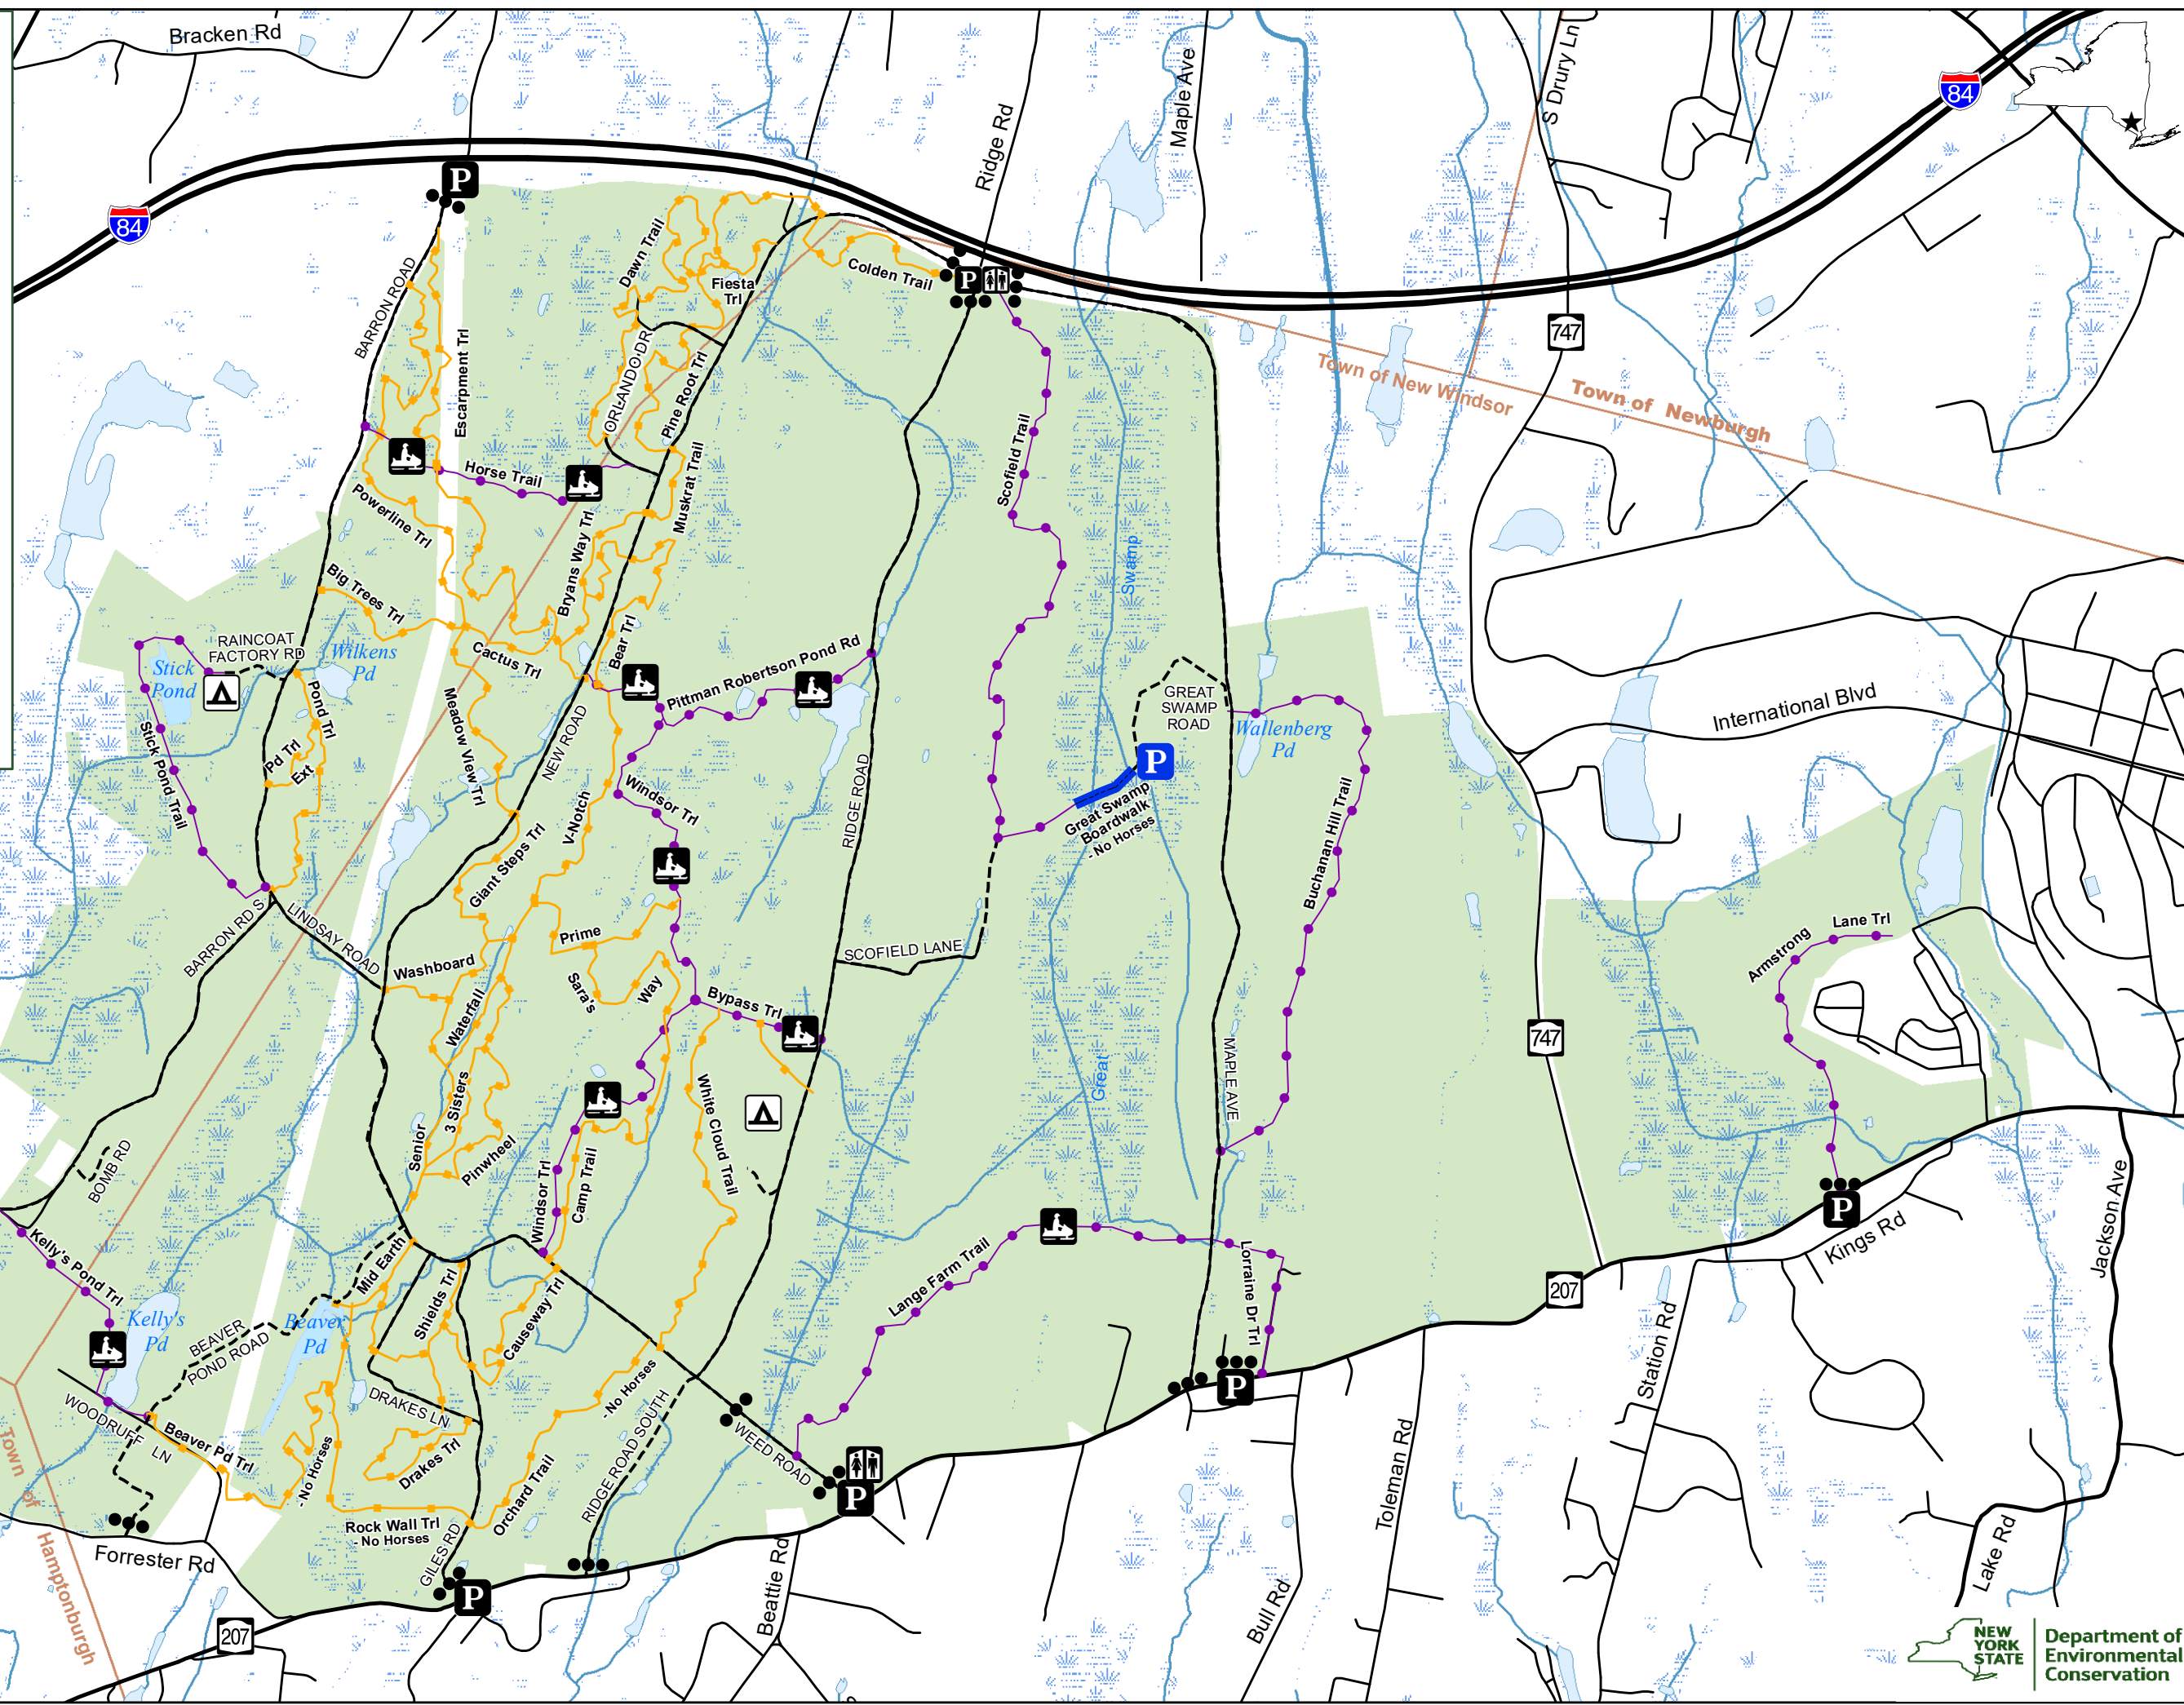 Bracken Rd
84
P
BARRON ROAD
Escarpment Trl
Dawn Trail
Fiesta
Trl
Colden Trail
P
Ridge Rd
Maple Ave
S Drury Ln
84
747
Town of New Windsor
Town of Newburgh
ORLANDO DR
Pine Root Trl
Horse Trail
Muskrat Trail
Powerline Trl
Bryans Way Trl
Scofield Trail
Swamp
Big Trees Trl
RAINCOAT
FACTORY RD
Wilkens
Pd
Stick
Pond
Cactus Trl
Bear Trl
Pittman Robertson Pond Rd
GREAT
SWAMP
ROAD
Wallenberg
Pd
International Blvd
Pond Trl
Pd Trl
Ext
Stick Pond Trail
Meadow View Trl
NEW ROAD
Windsor Trl
V-Notch
RIDGE ROAD
P
Great Swamp
Boardwalk
- No Horses
Buchanan Hill Trail
Giant Steps Trl
BARRON RD S
LINDSAY ROAD
Prime
Washboard
SCOFIELD LANE
Armstrong
Lane Trl
Sara's
Way
Bypass Trl
Waterfall
747
MAPLE AVE
Great
3 Sisters
White Cloud Trail
Senior
Pinwheel
BOMB RD
Windsor Trl
Camp Trail
P
Kings Rd
Jackson Ave
Kelly's Pond Trl
Mid Earth
Shields Trl
Causeway Trl
Lange Farm Trail
Lorraine Dr Trl
207
Kelly's
Pd
BEAVER
POND ROAD
Beaver
Pd
Station Rd
P
DRAKES LN
- No Horses
WOODRUFF
LN
Beaver Pd Trl
- No Horses
Drakes Trl
Orchard Trail
RIDGE ROAD SOUTH
WEED ROAD
P
Toleman Rd
Town of
Hamptonburgh
Rock Wall Trl
- No Horses
GILES RD
P
Forrester Rd
207
Beattie Rd
Bull Rd
Lake Rd
NEW
YORK
STATE
Department of
Environmental
Conservation